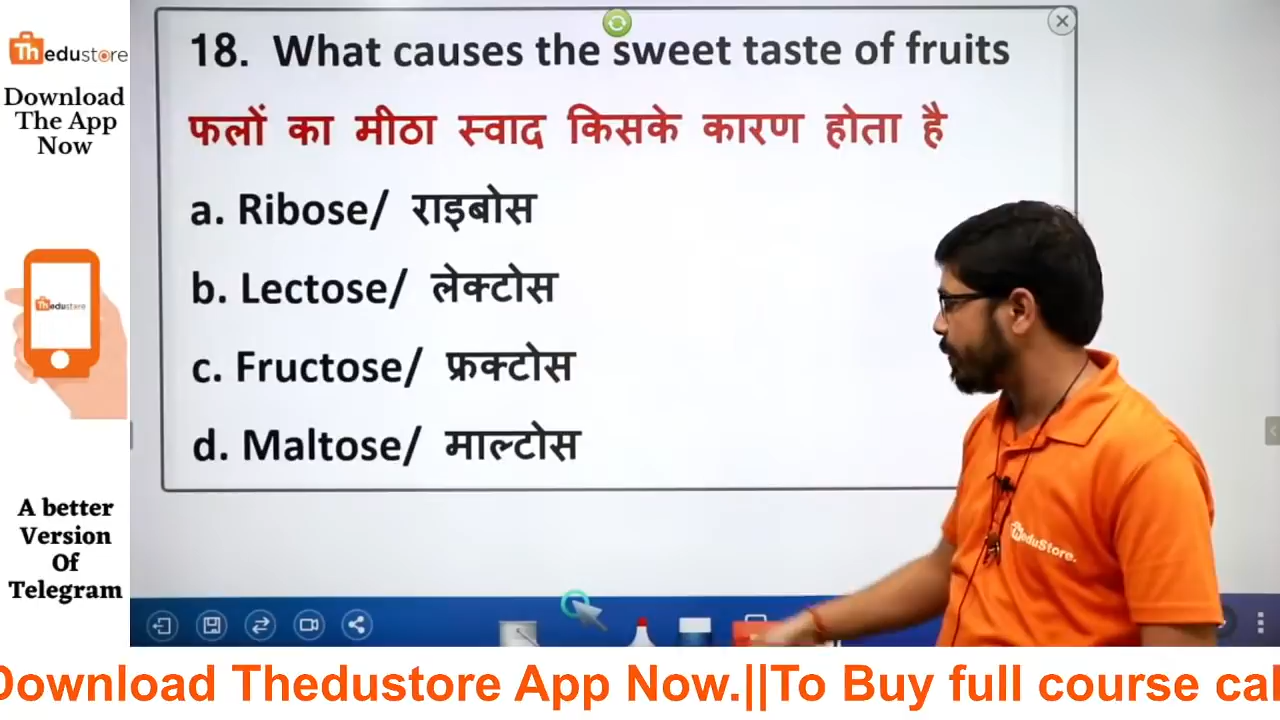 Thedustore
Download
The App
Now
Thedustore
A better
Version
Of
Telegram
18. What causes the sweet taste of fruits
फलों का मीठा स्वाद किसके कारण होता है
a. Ribose/ राइबोस
b. Lectose/ लेक्टोस
c. Fructose/ फ्रक्टोस
d. Maltose/ माल्टोस
TheduStore.
Download Thedustore App Now.||To Buy full course cal